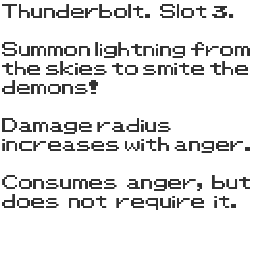 Thunderbolt. Slot 3.
Summon lightning from
the skies to smite the
demons!
Damage radius
increases with anger.
Consumes anger, but
does not require it.